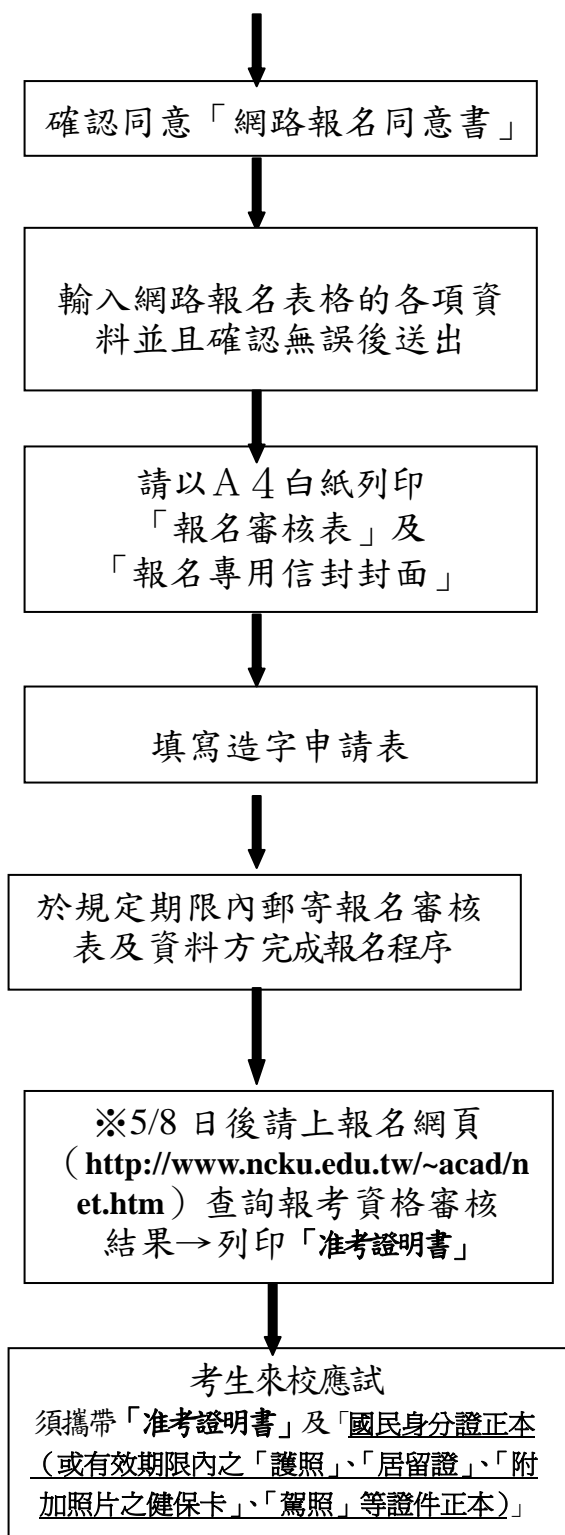 確認同意「網路報名同意書」
輸入網路報名表格的各項資
料並且確認無誤後送出
請以A４白紙列印
「報名審核表」及
「報名專用信封封面」
填寫造字申請表
於規定期限內郵寄報名審核
表及資料方完成報名程序
※5/8 日後請上報名網頁
（http://www.ncku.edu.tw/~acad/n
et.htm）查詢報考資格審核
結果→列印「准考證明書」
考生來校應試
須攜帶「准考證明書」及「國民身分證正本
（或有效期限內之「護照」、「居留證」、「附
加照片之健保卡」、「駕照」等證件正本）」